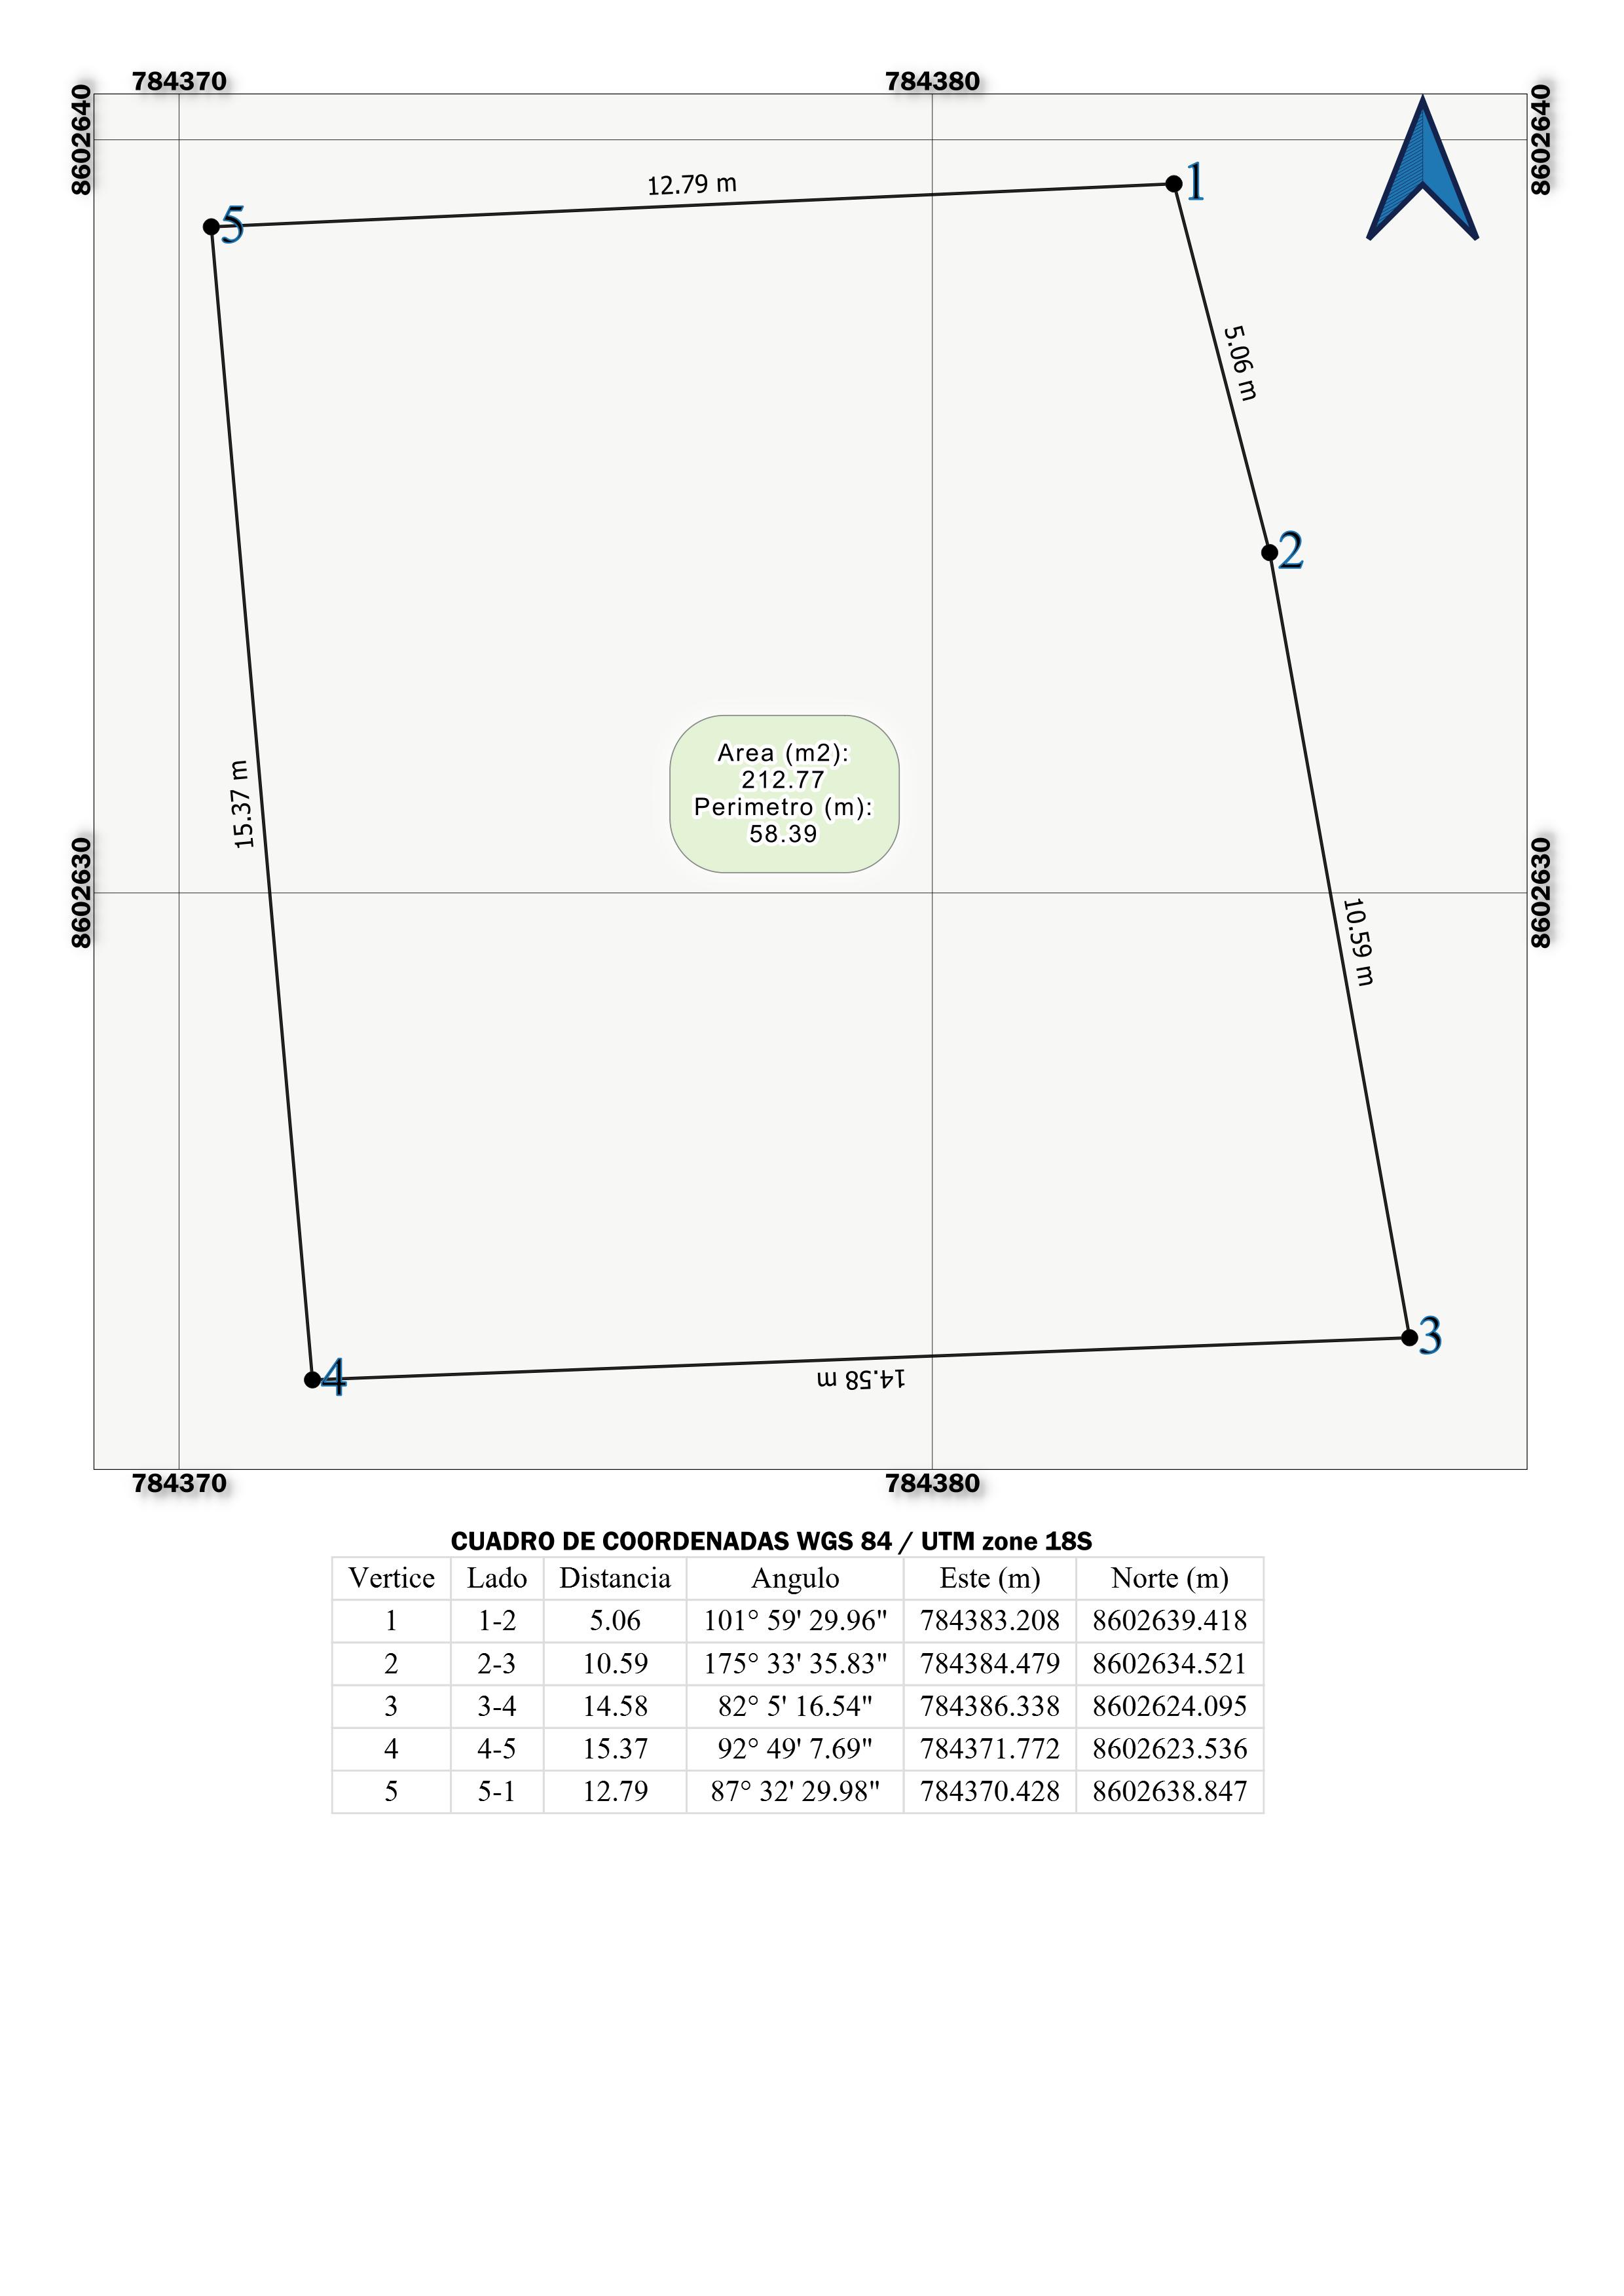 784370 784380
8602640 8602640
12.79 m
1
5
5.06 m
2
Area (m2):
212.77
Perimetro (m):
58.39
15.37 m
8602630 8602630
10.59 m
3
4
14.58 m
784370 784380
CUADRO DE COORDENADAS WGS 84 / UTM zone 18S
Vertice Lado Distancia Angulo Este (m) Norte (m)
1 1-2 5.06 101° 59' 29.96" 784383.208 8602639.418
2 2-3 10.59 175° 33' 35.83" 784384.479 8602634.521
3 3-4 14.58 82° 5' 16.54" 784386.338 8602624.095
4 4-5 15.37 92° 49' 7.69" 784371.772 8602623.536
5 5-1 12.79 87° 32' 29.98" 784370.428 8602638.847